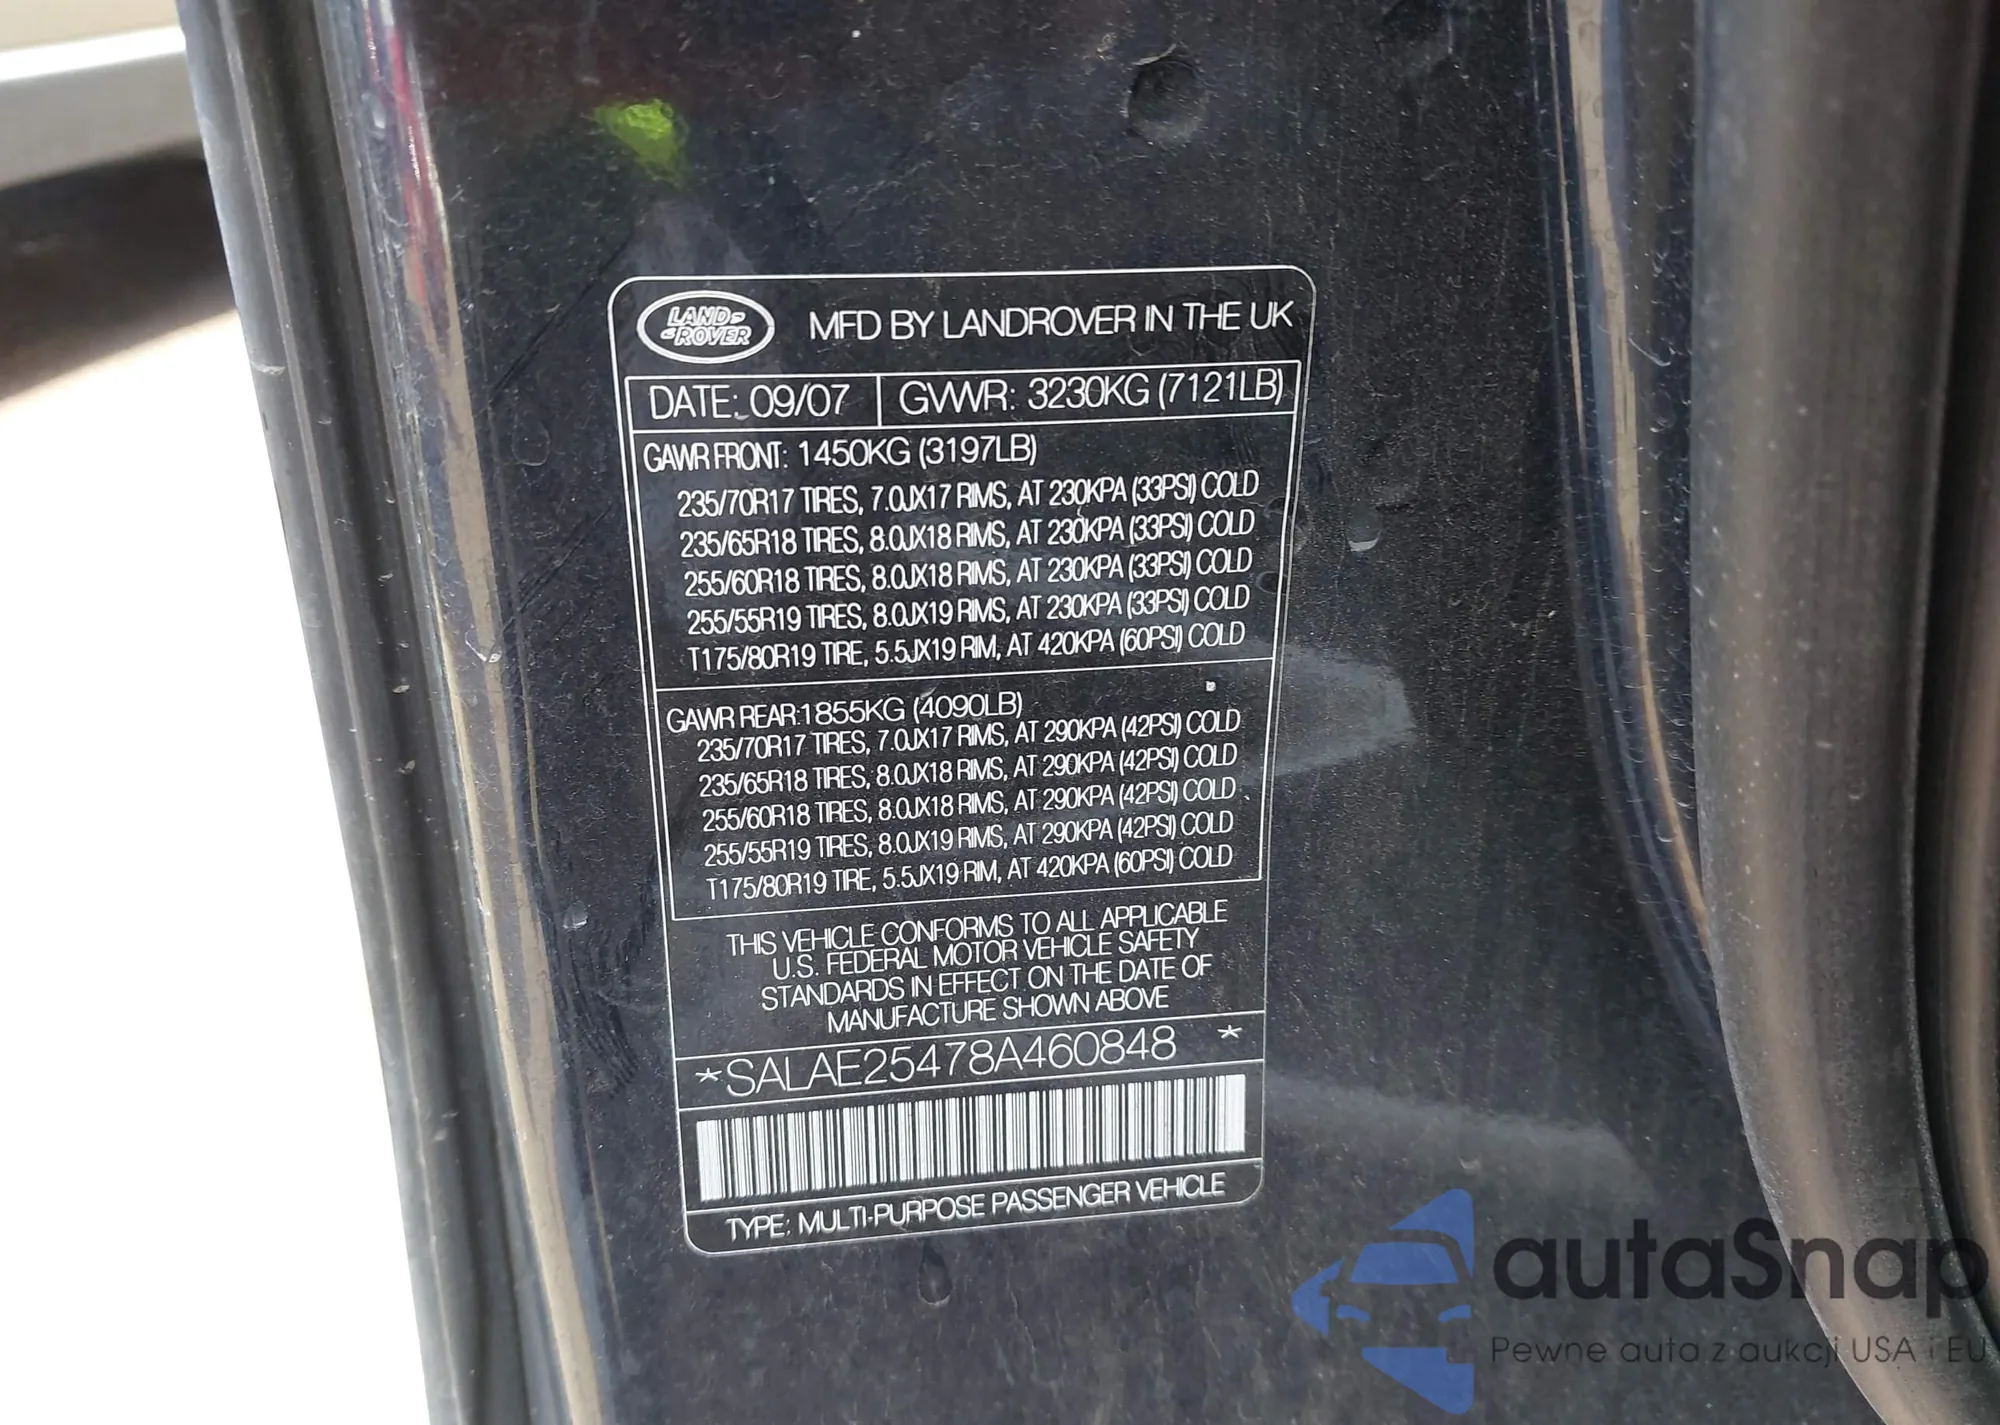 LAND-
-ROVER
MFD BY LANDROVER IN THE UK
DATE: 09/07 GVWR: 3230KG (7121LB)
GAWR FRONT: 1450KG (3197LB)
235/70R17 TIRES, 7.0JX17 RIMS, AT 230KPA (33PSI) COLD
235/65R18 TIRES, 8.0JX18 RIMS, AT 230KPA (33PSI) COLD
255/60R18 TIRES, 8.0JX18 RIMS, AT 230KPA (33PSI) COLD
255/55R19 TIRES, 8.0JX19 RIMS, AT 230KPA (33PSI) COLD
T175/80R19 TIRE, 5.5JX19 RIM, AT 420KPA (60PSI) COLD
GAWR REAR:1855KG (4090LB)
235/70R17 TIRES, 7.0JX17 RIMS, AT 290KPA (42PSI) COLD
235/65R18 TIRES, 8.0JX18 RIMS, AT 290KPA (42PSI) COLD
255/60R18 TIRES, 8.0JX18 RIMS, AT 290KPA (42PSI) COLD
255/55R19 TIRES, 8.0JX19 RIMS, AT 290KPA (42PSI) COLD
T175/80R19 TIRE, 5.5JX19 RIM, AT 420KPA (60PSI) COLD
THIS VEHICLE CONFORMS TO ALL APPLICABLE
U.S. FEDERAL MOTOR VEHICLE SAFETY
STANDARDS IN EFFECT ON THE DATE OF
MANUFACTURE SHOWN ABOVE
*SALAE25478A460848 *
TYPE: MULTI-PURPOSE PASSENGER VEHICLE
autaSnap
Pewne auta z aukcji USA i EU